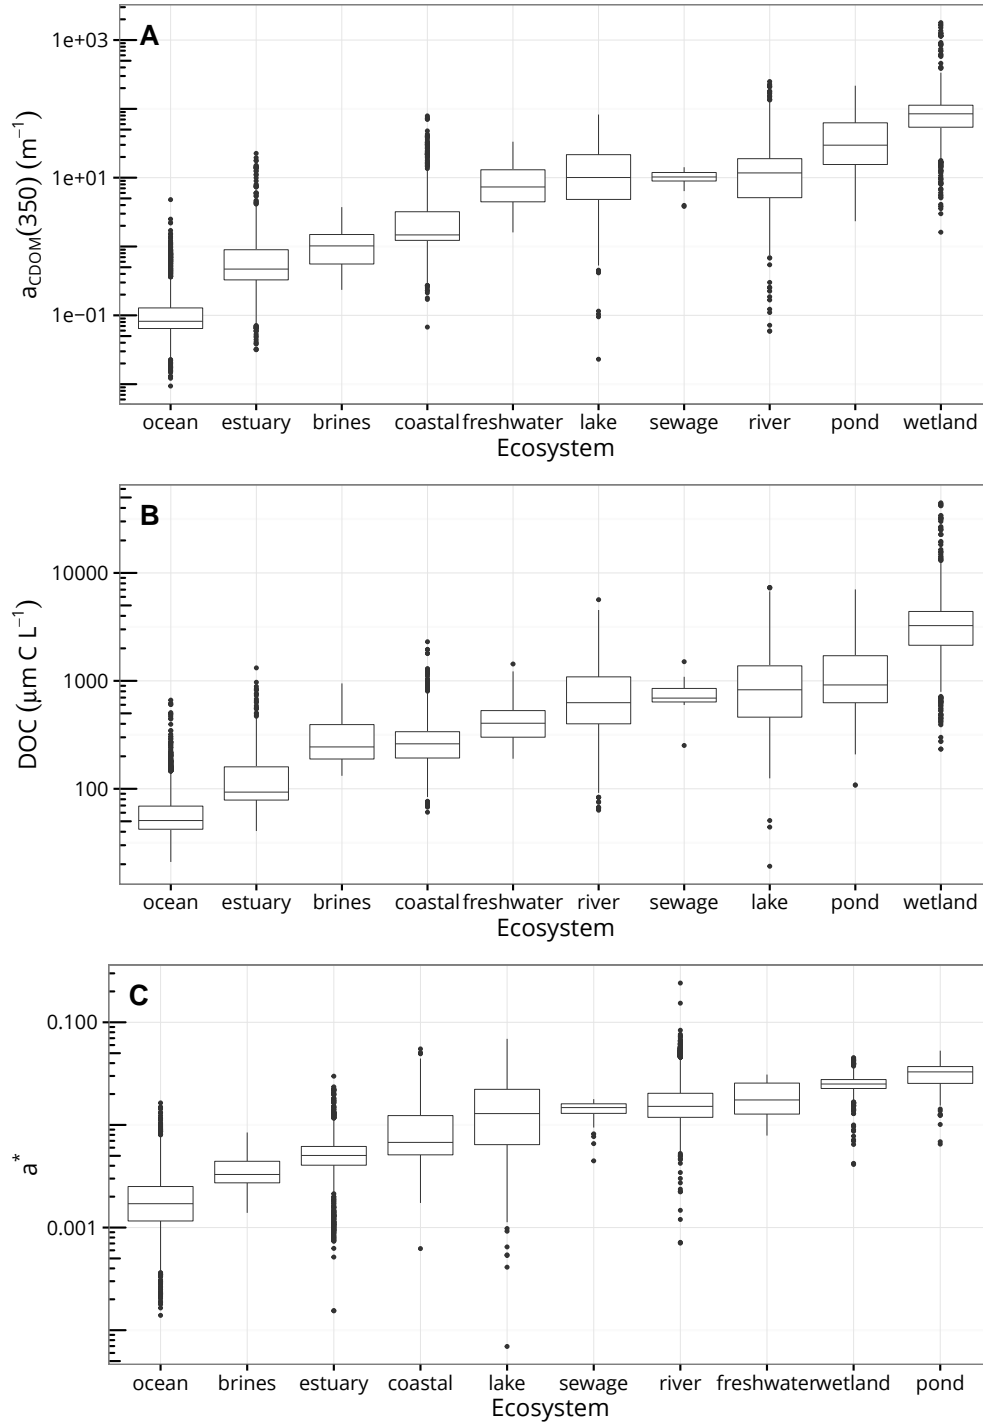 A
1e+03
1e+01
1e−01
aCDOM(350) (m−1)
ocean estuary brines coastal freshwater lake sewage river pond wetland
Ecosystem
B
10000
1000
100
DOC (μm C L−1)
ocean estuary brines coastal freshwater river sewage lake pond wetland
Ecosystem
C
0.100
0.001
a*
ocean brines estuary coastal lake sewage river freshwater wetland pond
Ecosystem